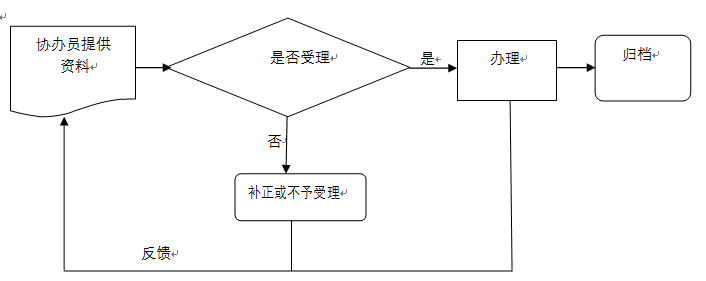 协办员提供
资料
是否受理
是
办理
归档
否
补正或不予受理
反馈